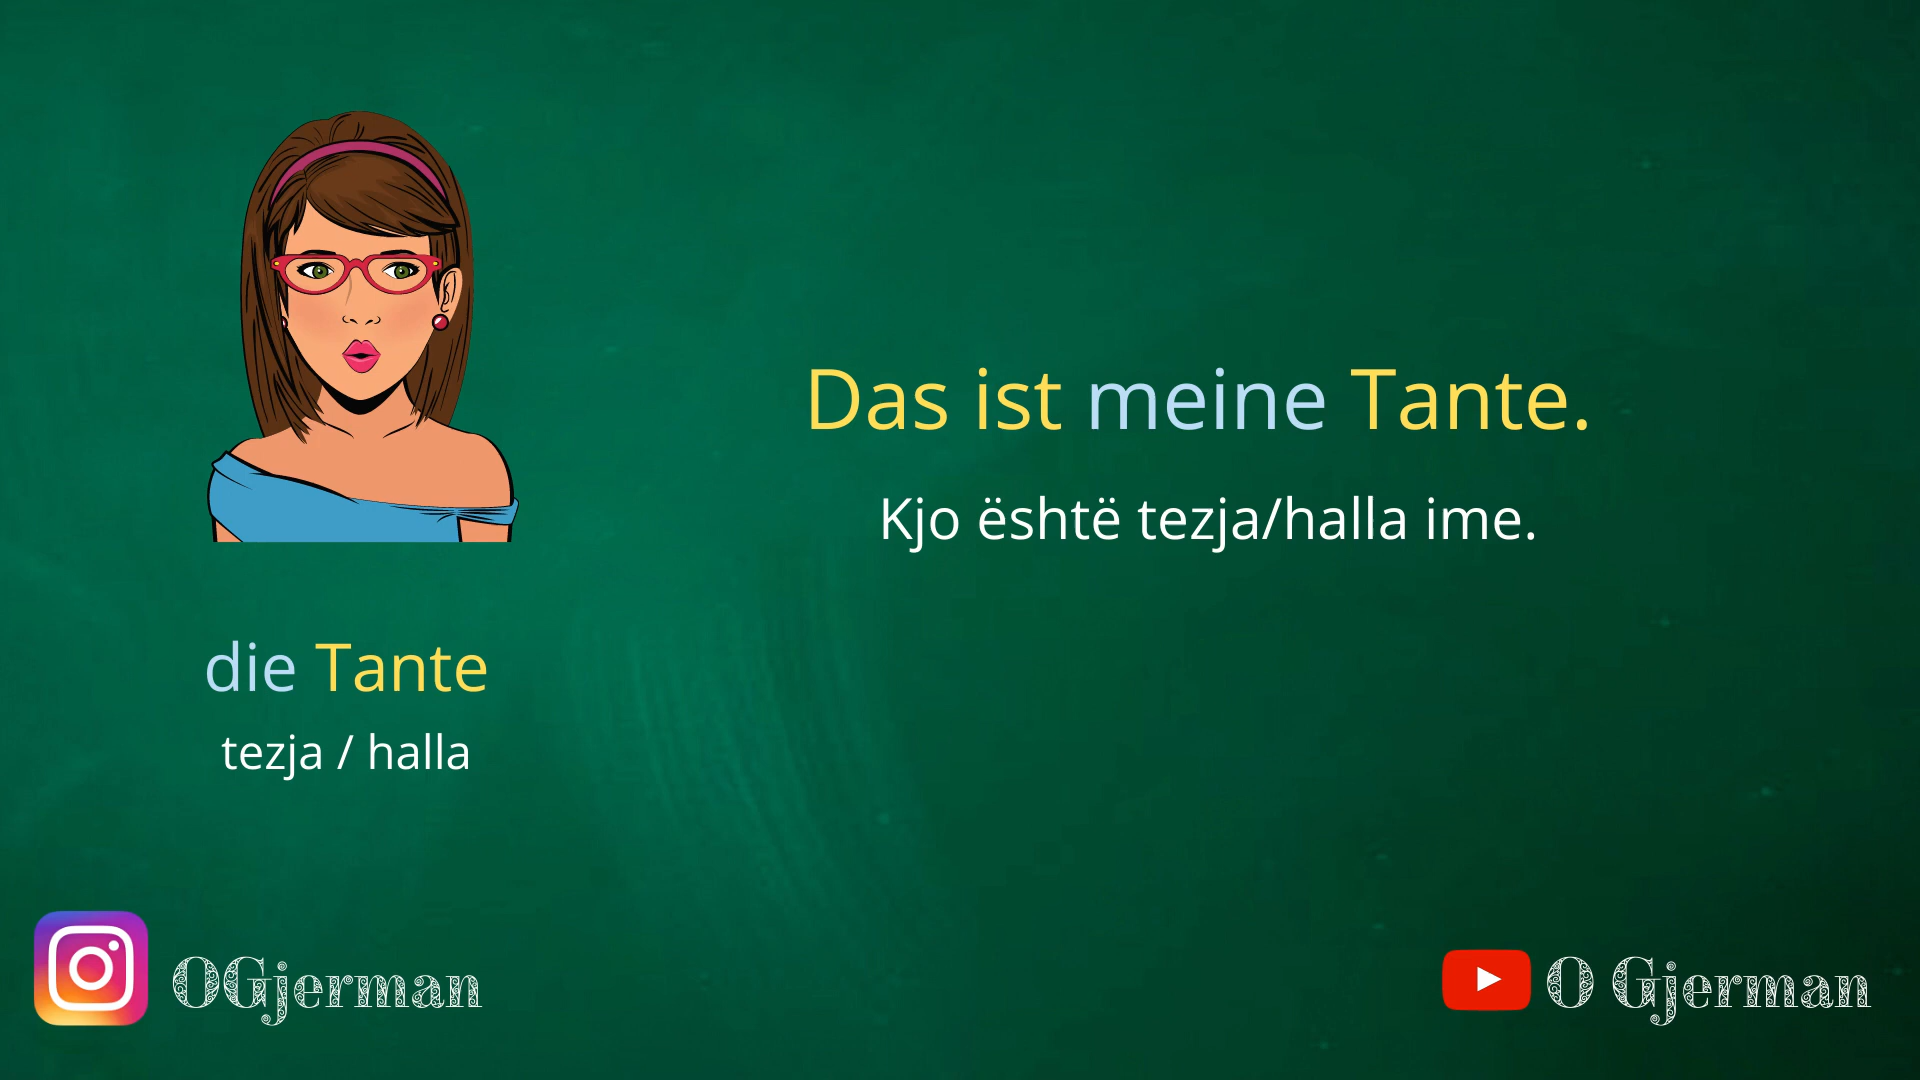 Das ist meine Tante.
Kjo është tezja/halla ime.
die Tante
tezja / halla
OGjerman
O Gjerman